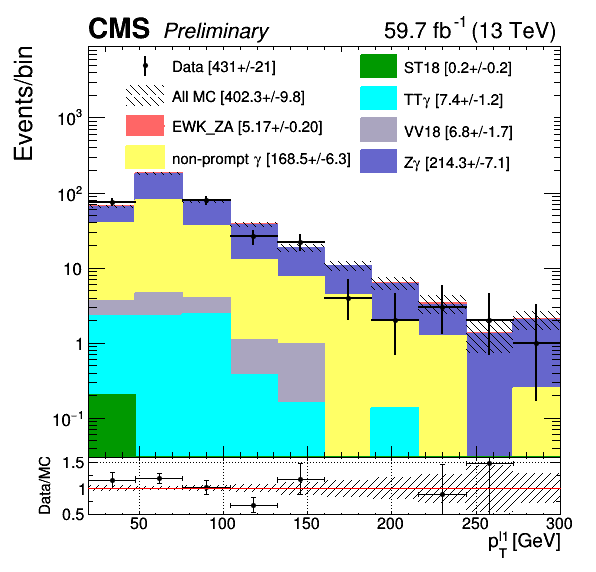 CMS Preliminary 59.7 fb⁻¹ (13 TeV)
Events/bin
Data [431+/-21]
All MC [402.3+/-9.8]
EWK_ZA [5.17+/-0.20]
non-prompt γ [168.5+/-6.3]
ST18 [0.2+/-0.2]
TTγ [7.4+/-1.2]
VV18 [6.8+/-1.7]
Zγ [214.3+/-7.1]
10³
10²
10
1
10⁻¹
Data/MC
1.5
1
0.5
50 100 150 200 250 300
p_T^l1 [GeV]